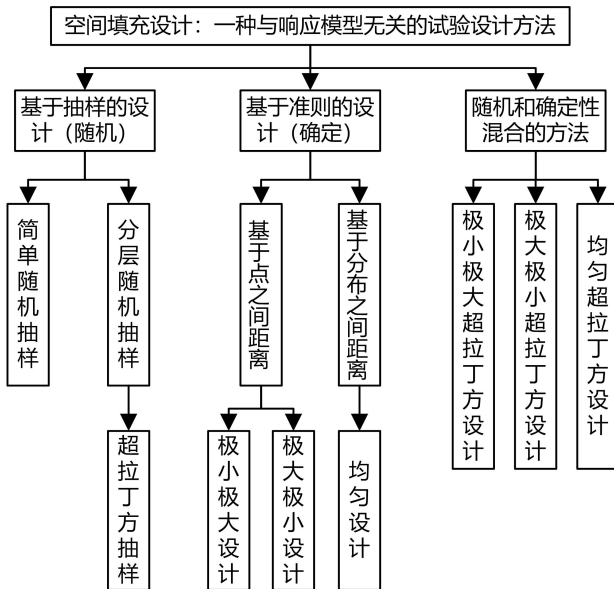 空间填充设计：一种与响应模型无关的试验设计方法
基于抽样的设
计（随机）
基于准则的设
计（确定）
随机和确定性
混合的方法
简单随机抽样
分层随机抽样
基于点之间距离
基于分布之间距离
极小极大超拉丁方设计
极大极小超拉丁方设计
均匀超拉丁方设计
超拉丁方抽样
极小极大设计
极大极小设计
均匀设计